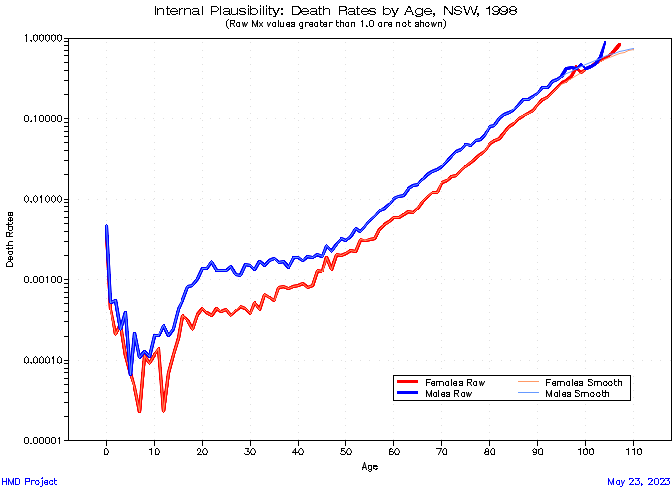 Internal Plausibility: Death Rates by Age, NSW, 1998
(Raw Mx values greater than 1.0 are not shown)
1.00000
0.10000
0.01000
0.00100
0.00010
0.00001
Death Rates
0 10 20 30 40 50 60 70 80 90 100 110
Age
Females Raw Females Smooth
Males Raw Males Smooth
HMD Project May 23, 2023